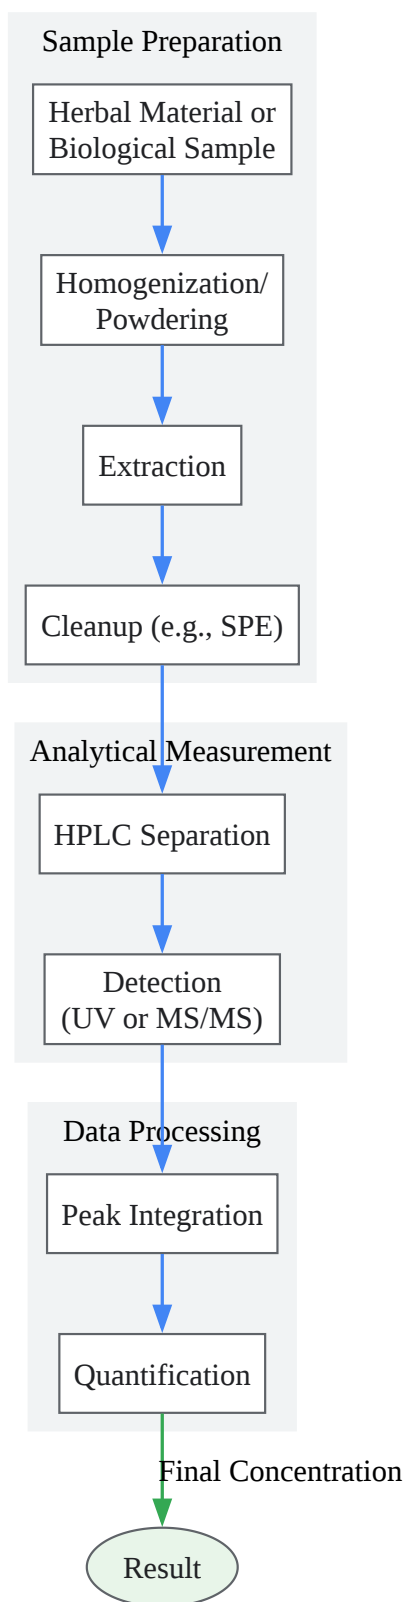 Sample Preparation
Herbal Material or
Biological Sample
Homogenization/
Powdering
Extraction
Cleanup (e.g., SPE)
Analytical Measurement
HPLC Separation
Detection
(UV or MS/MS)
Data Processing
Peak Integration
Quantification
Final Concentration
Result